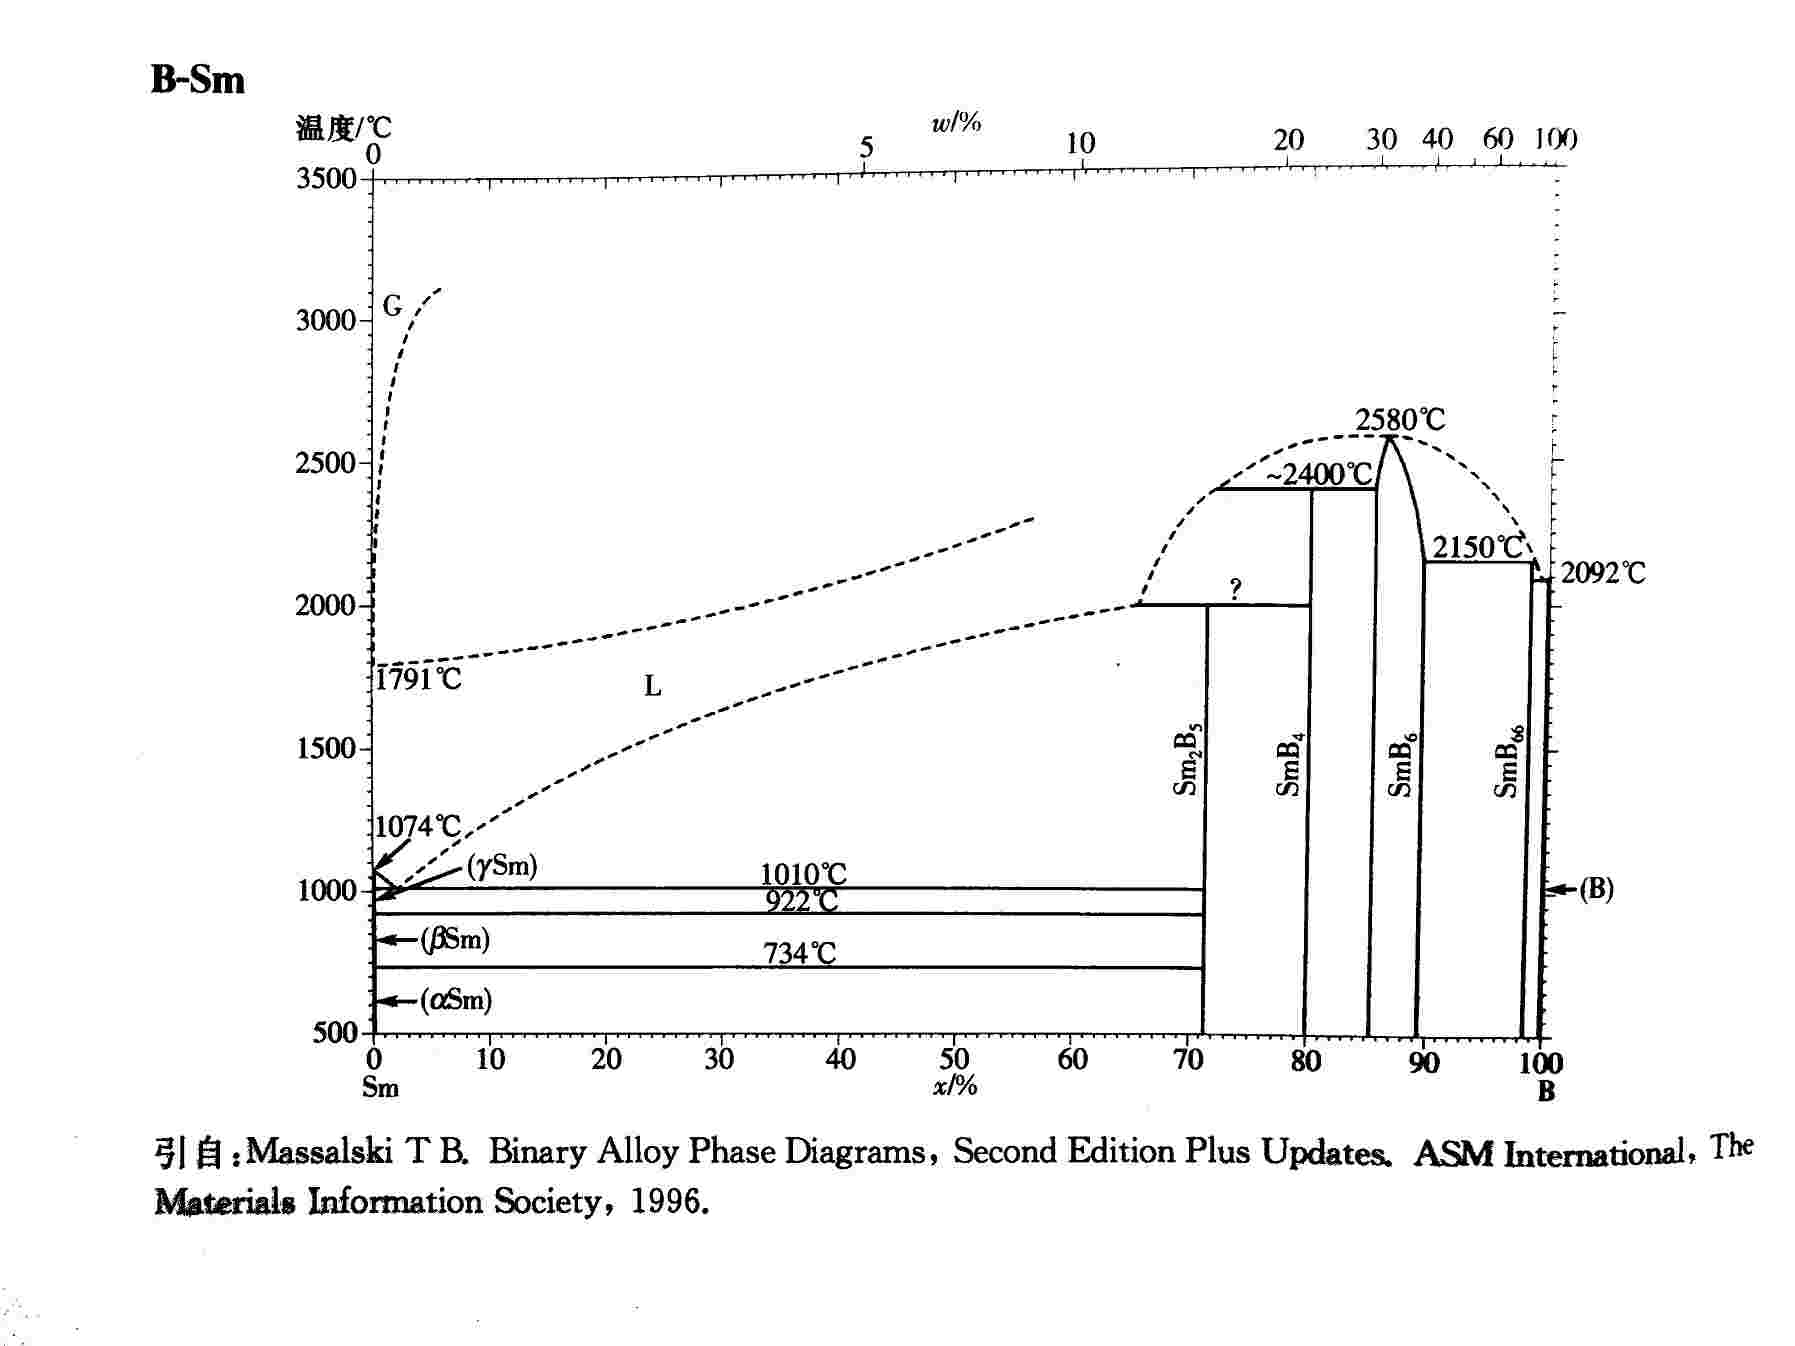 B-Sm
温度/℃
w/%
0 5 10 20 30 40 60 100
3500
G
3000
2580℃
2500
~2400℃
2150℃
2092℃
?
2000
1791℃
L
1500
Sm₂B₅ SmB₄ SmB₆ SmB₆₆
1074℃
(γSm)
1010℃
1000
(B)
922℃
(βSm)
734℃
(αSm)
500
0 10 20 30 40 50 60 70 80 90 100
Sm x/% B
引自:Massalski T B. Binary Alloy Phase Diagrams, Second Edition Plus Updates. ASM International, The
Materials Information Society, 1996.